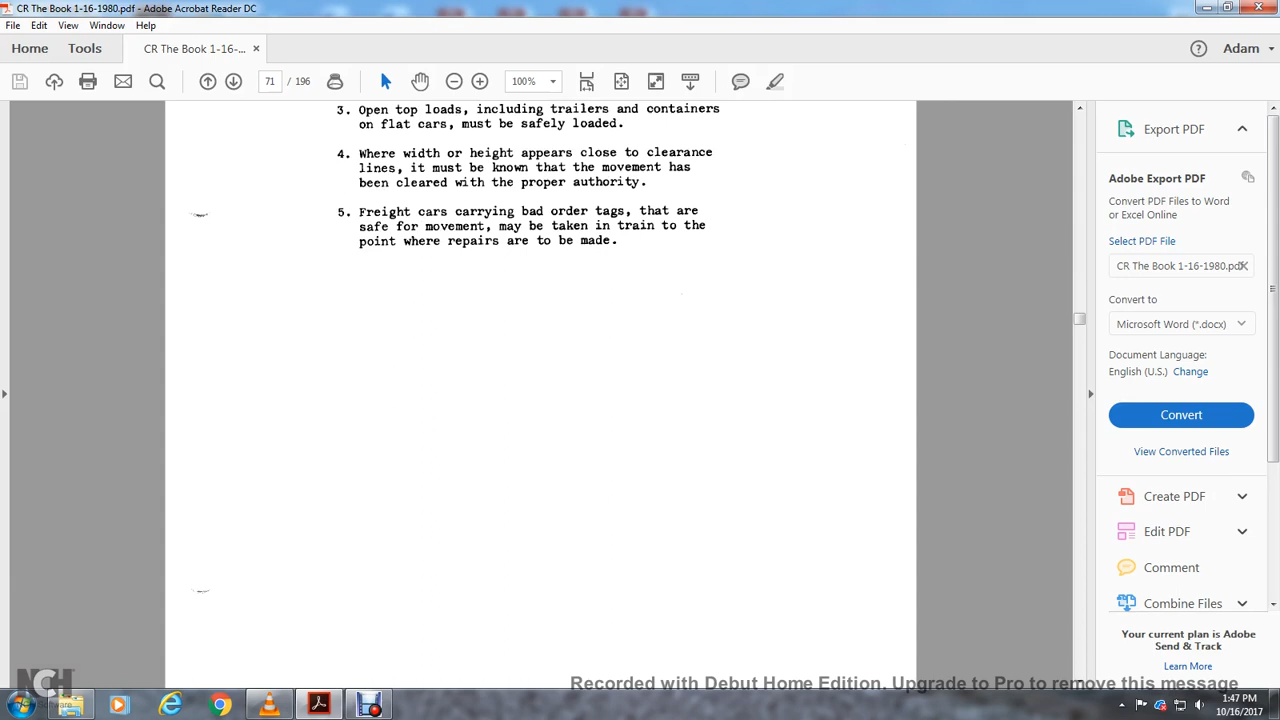 CR The Book 1-16-1980.pdf - Adobe Acrobat Reader DC
File Edit View Window Help
Home Tools CR The Book 1-16-... × Adam
71 / 196 100%
3. Open top loads, including trailers and containers
on flat cars, must be safely loaded.
4. Where width or height appears close to clearance
lines, it must be known that the movement has
been cleared with the proper authority.
5. Freight cars carrying bad order tags, that are
safe for movement, may be taken in train to the
point where repairs are to be made.
Export PDF
Adobe Export PDF
Convert PDF Files to Word
or Excel Online
Select PDF File
CR The Book 1-16-1980.pdf
Convert to
Microsoft Word (*.docx)
Document Language:
English (U.S.) Change
Convert
View Converted Files
Create PDF
Edit PDF
Comment
Combine Files
Your current plan is Adobe
Send & Track
Learn More
NCH
Software
Recorded with Debut Home Edition. Upgrade to Pro to remove this message
1:47 PM
10/16/2017